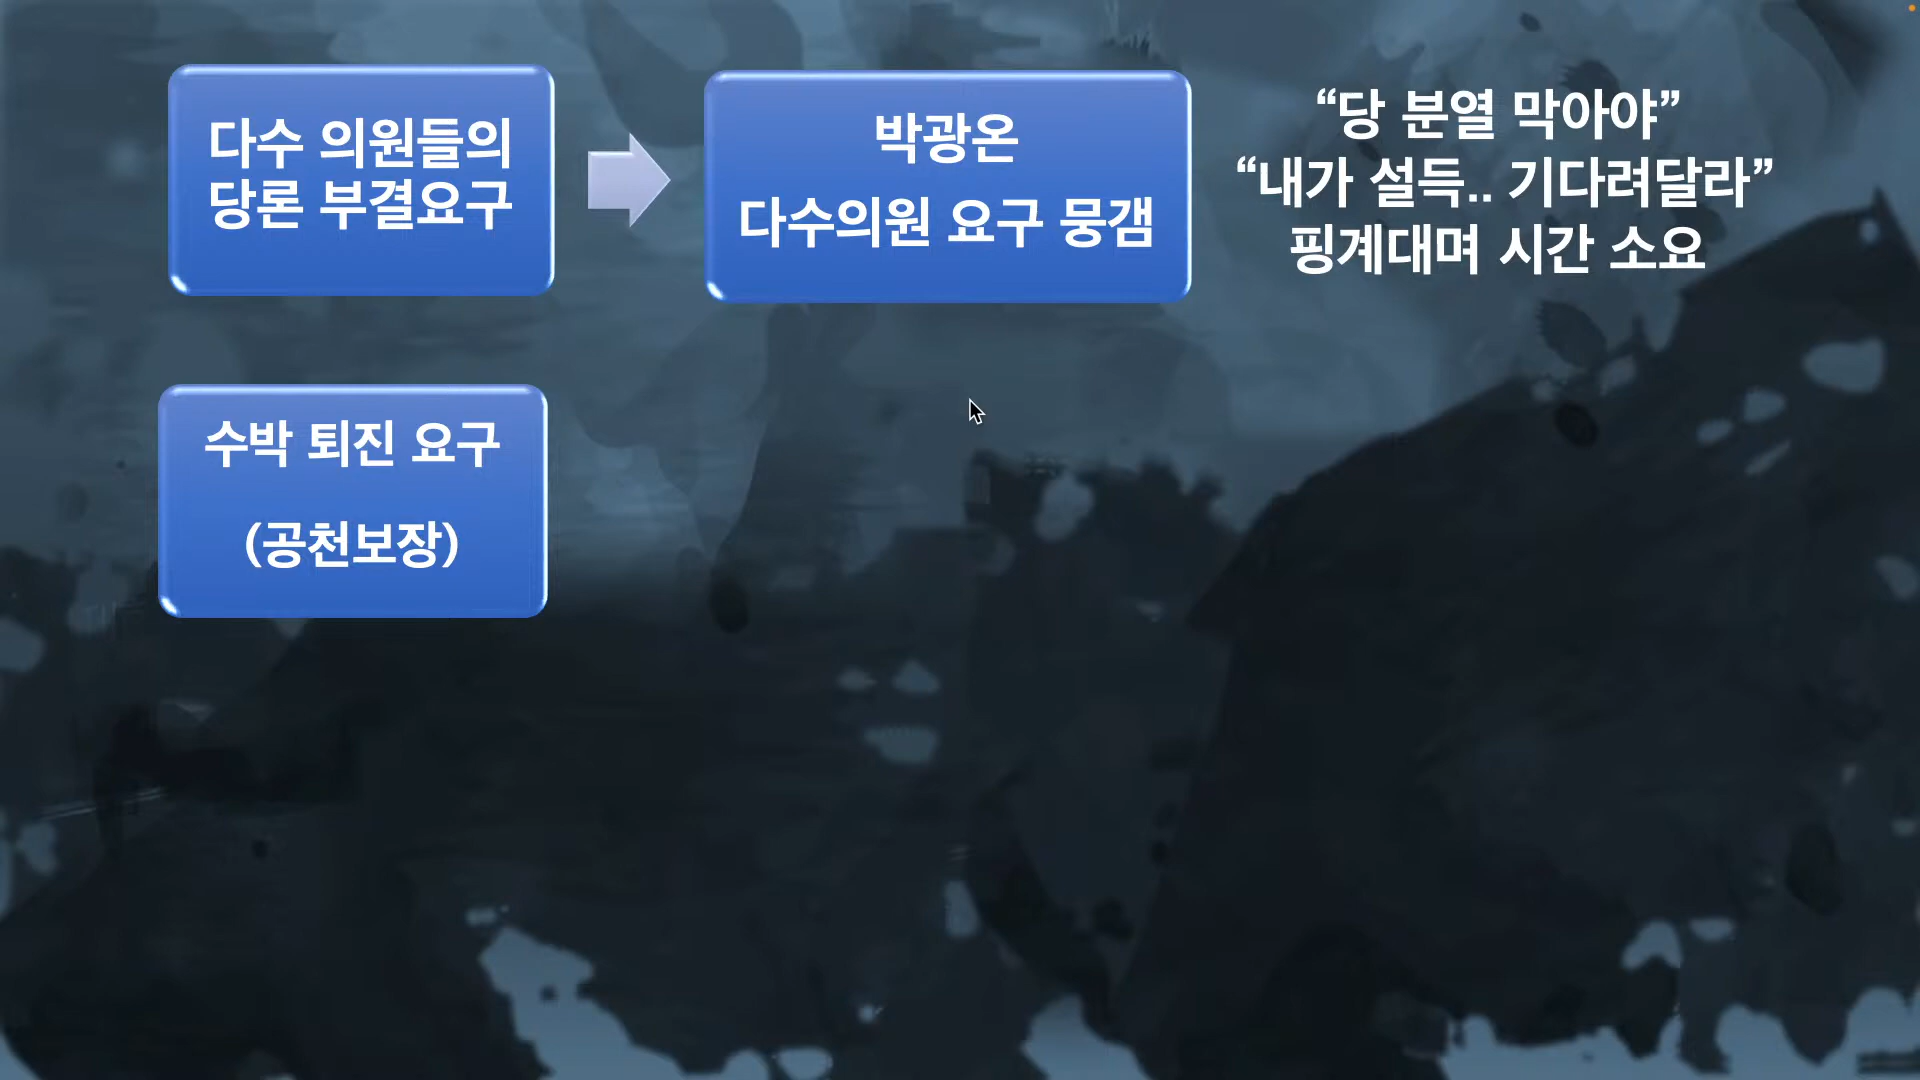 다수 의원들의
당론 부결요구
박광온
다수의원 요구 뭉갬
“당 분열 막아야”
“내가 설득.. 기다려달라”
핑계대며 시간 소요
수박 퇴진 요구
(공천보장)